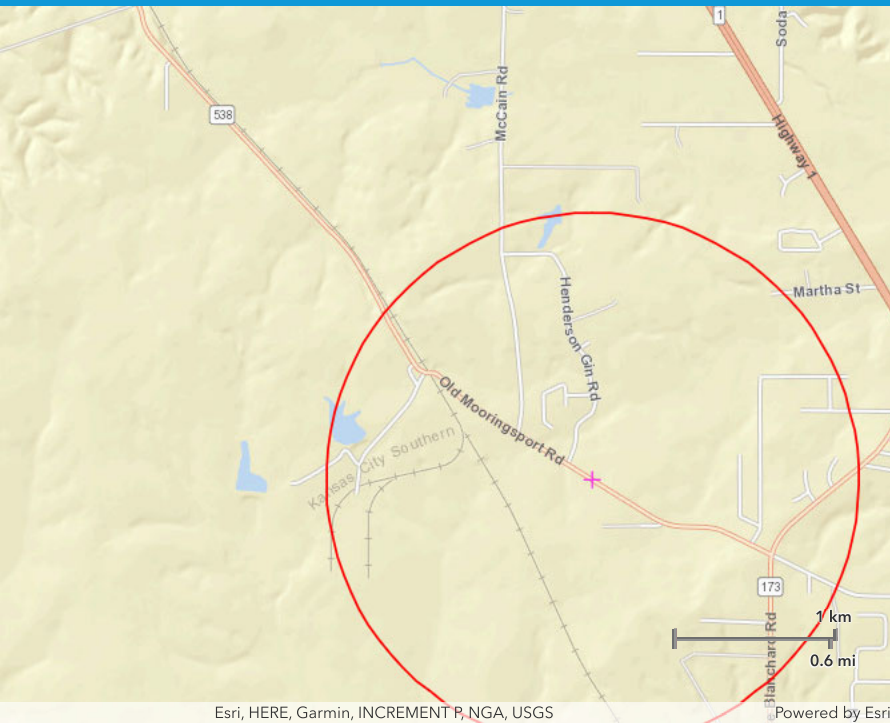 1
Soda
McCain Rd
538
Highway 1
Martha St
Henderson Gin Rd
Old Mooringsport Rd
Kansas City Southern
173
1 km
0.6 mi
Blanchard Rd
Esri, HERE, Garmin, INCREMENT P, NGA, USGS
Powered by Esri